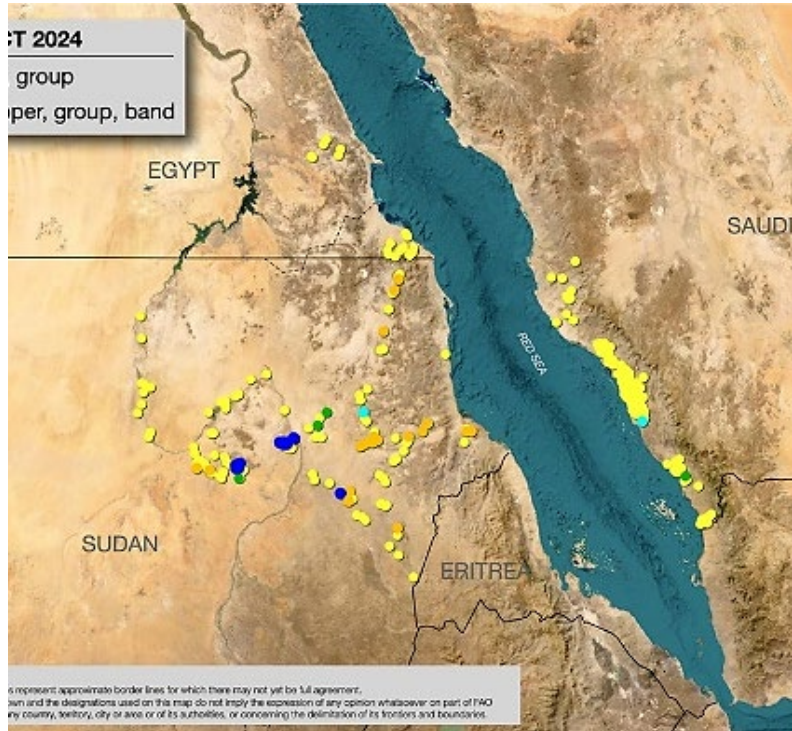 CT 2024
, group
pper, group, band
EGYPT
SAUDI
RED SEA
SUDAN
ERITREA
s represent approximate border lines for which there may not yet be full agreement.
own and the designations used on this map do not imply the expression of any opinion whatsoever on part of FAO
ny country, territory, city or area or of its authorities, or concerning the delimitation of its frontiers and boundaries.